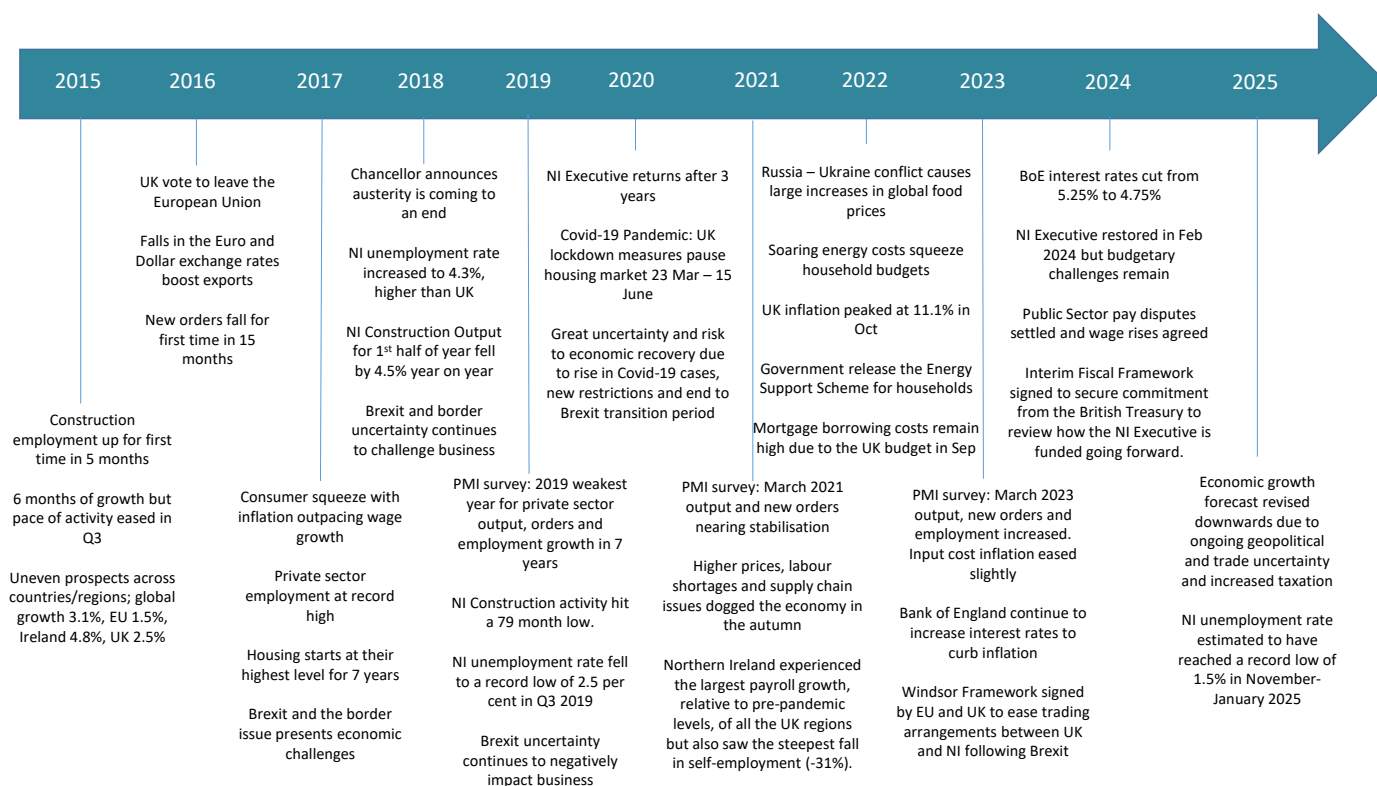 2015 2016 2017 2018 2019 2020 2021 2022 2023 2024 2025
Construction
employment up for first
time in 5 months
6 months of growth but
pace of activity eased in
Q3
Uneven prospects across
countries/regions; global
growth 3.1%, EU 1.5%,
Ireland 4.8%, UK 2.5%
UK vote to leave the
European Union
Falls in the Euro and
Dollar exchange rates
boost exports
New orders fall for
first time in 15
months
Consumer squeeze with
inflation outpacing wage
growth
Private sector
employment at record
high
Housing starts at their
highest level for 7 years
Brexit and the border
issue presents economic
challenges
Chancellor announces
austerity is coming to
an end
NI unemployment rate
increased to 4.3%,
higher than UK
NI Construction Output
for 1st half of year fell
by 4.5% year on year
Brexit and border
uncertainty continues
to challenge business
PMI survey: 2019 weakest
year for private sector
output, orders and
employment growth in 7
years
NI Construction activity hit
a 79 month low.
NI unemployment rate fell
to a record low of 2.5 per
cent in Q3 2019
Brexit uncertainty
continues to negatively
impact business
NI Executive returns after 3
years
Covid-19 Pandemic: UK
lockdown measures pause
housing market 23 Mar – 15
June
Great uncertainty and risk
to economic recovery due
to rise in Covid-19 cases,
new restrictions and end to
Brexit transition period
PMI survey: March 2021
output and new orders
nearing stabilisation
Higher prices, labour
shortages and supply chain
issues dogged the economy in
the autumn
Northern Ireland experienced
the largest payroll growth,
relative to pre-pandemic
levels, of all the UK regions
but also saw the steepest fall
in self-employment (-31%).
Russia – Ukraine conflict causes
large increases in global food
prices
Soaring energy costs squeeze
household budgets
UK inflation peaked at 11.1% in
Oct
Government release the Energy
Support Scheme for households
Mortgage borrowing costs remain
high due to the UK budget in Sep
PMI survey: March 2023
output, new orders and
employment increased.
Input cost inflation eased
slightly
Bank of England continue to
increase interest rates to
curb inflation
Windsor Framework signed
by EU and UK to ease trading
arrangements between UK
and NI following Brexit
BoE interest rates cut from
5.25% to 4.75%
NI Executive restored in Feb
2024 but budgetary
challenges remain
Public Sector pay disputes
settled and wage rises agreed
Interim Fiscal Framework
signed to secure commitment
from the British Treasury to
review how the NI Executive is
funded going forward.
Economic growth
forecast revised
downwards due to
ongoing geopolitical
and trade uncertainty
and increased taxation
NI unemployment rate
estimated to have
reached a record low of
1.5% in November-
January 2025